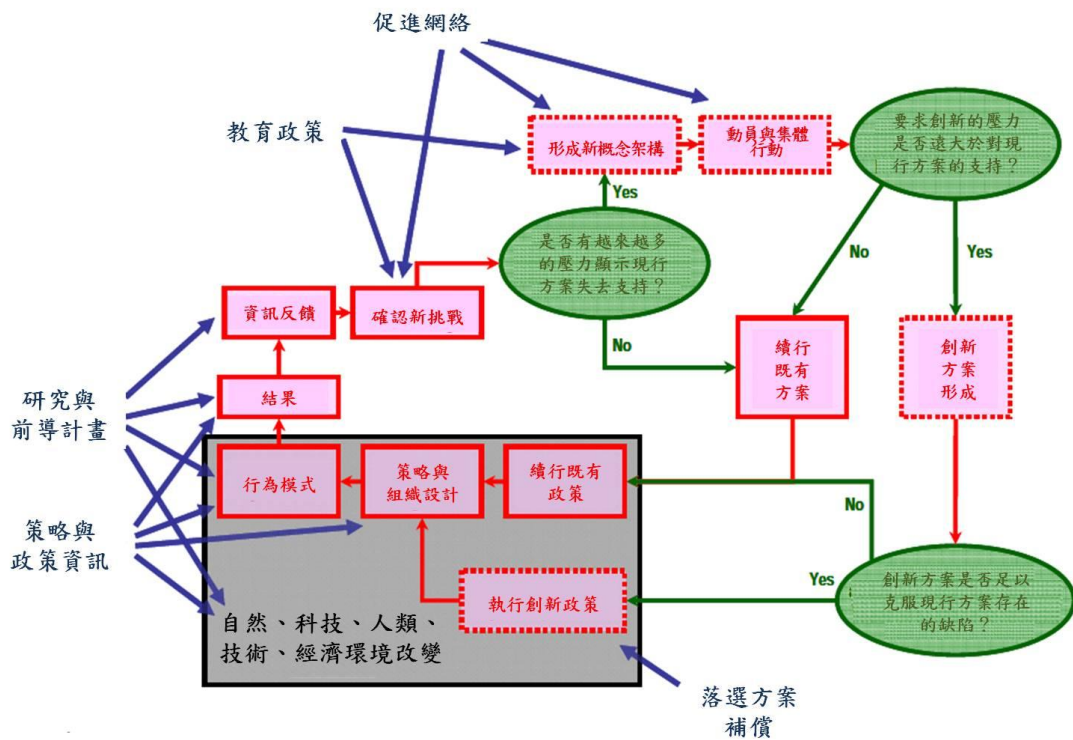 促進網絡
教育政策
形成新概念架構
動員與集體
行動
要求創新的壓力
是否遠大於對現
行方案的支持？
Yes
是否有越來越多
的壓力顯示現行
方案失去支持？
No
Yes
資訊反饋
確認新挑戰
No
續行
既有
方案
創新
方案
形成
研究與
前導計畫
結果
行為模式
策略與
組織設計
續行既有
政策
No
策略與
政策資訊
執行創新政策
Yes
創新方案是否足以
克服現行方案存在
的缺陷？
自然、科技、人類、
技術、經濟環境改變
落選方案
補償